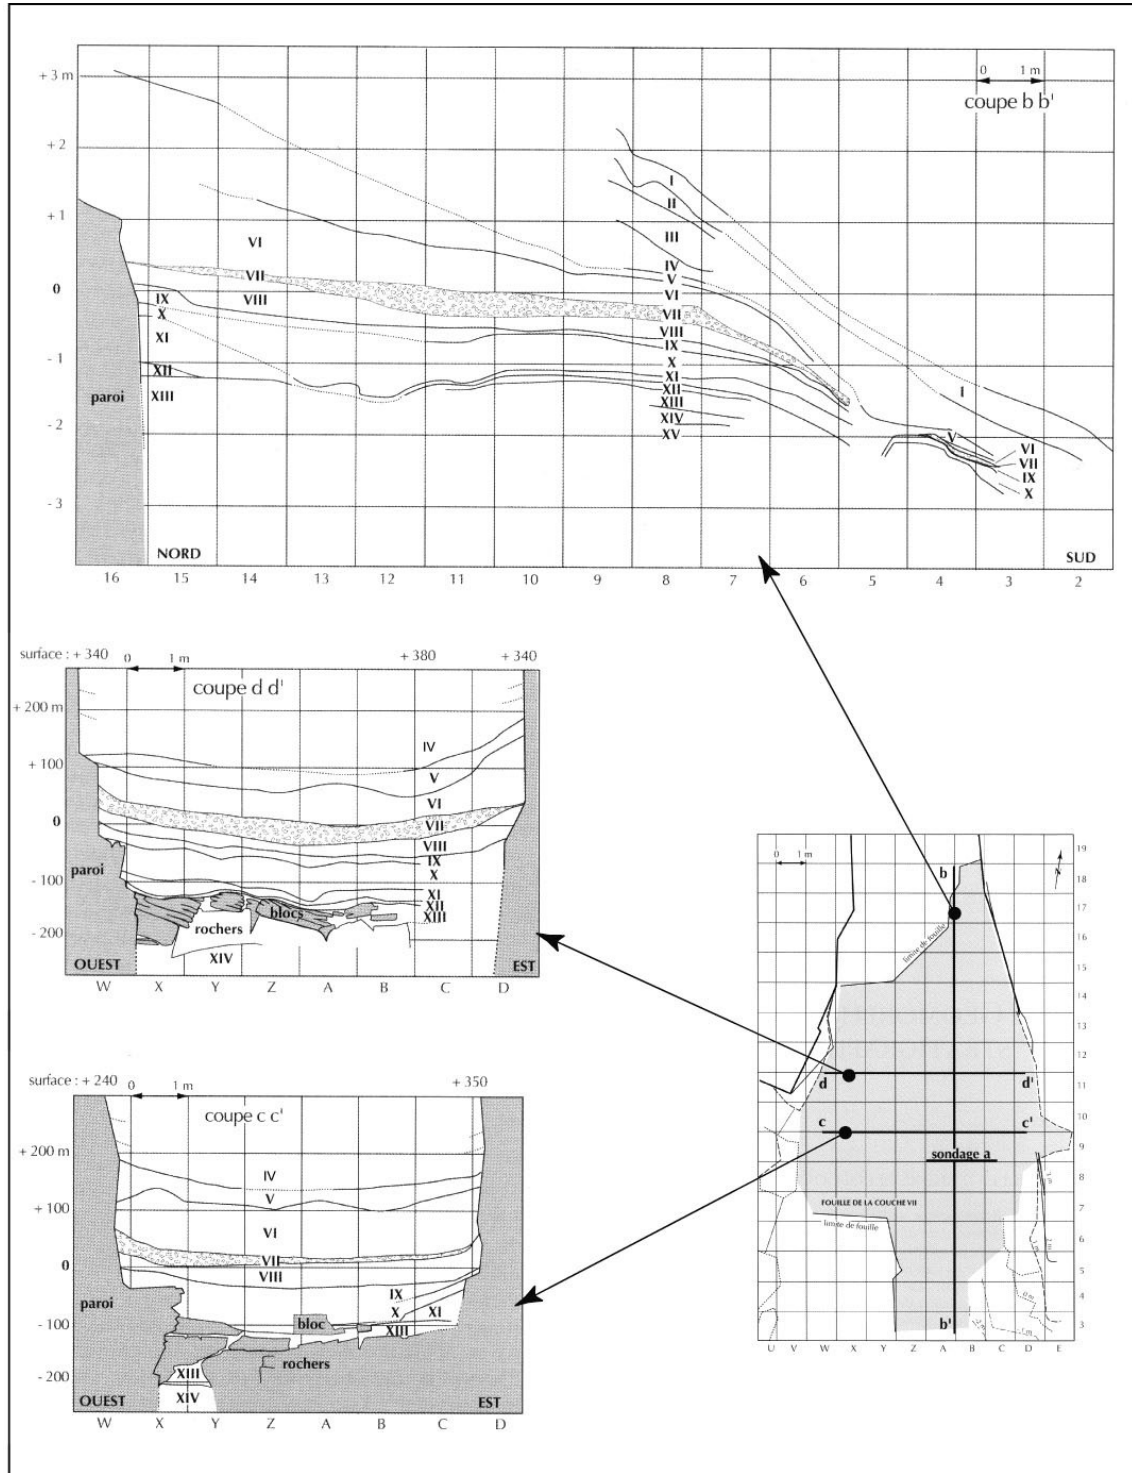 + 3 m
0 1 m
coupe b b'
+ 2
I
II
+ 1
III
VI
IV
V
VII
VI
0
IX
VIII
VII
X
VIII
XI
IX
- 1
X
XII
XI
paroi
XIII
XII
XIII
I
XIV
- 2
XV
V
VI
VII
IX
X
- 3
NORD
SUD
16 15 14 13 12 11 10 9 8 7 6 5 4 3 2
surface : + 340 0 1 m + 380 + 340
coupe d d'
+ 200 m
IV
+ 100
V
VI
0
VII
VIII
IX
paroi
X
- 100
XI
blocs
XII
XIII
rochers
- 200
XIV
OUEST
EST
W X Y Z A B C D
surface : + 240 0 1 m + 350
coupe c c'
+ 200 m
IV
V
+ 100
VI
VII
0
VIII
paroi
IX
X
XI
- 100
bloc
XIII
rochers
XIII
- 200
OUEST
XIV
EST
W X Y Z A B C D
0 1 m
b
N
19
18
17
16
15
14
13
12
11
10
9
8
7
6
5
4
3
limite de fouille
d
d'
c
c'
sondage a
FOUILLE DE LA COUCHE VII
limite de fouille
b'
U V W X Y Z A B C D E